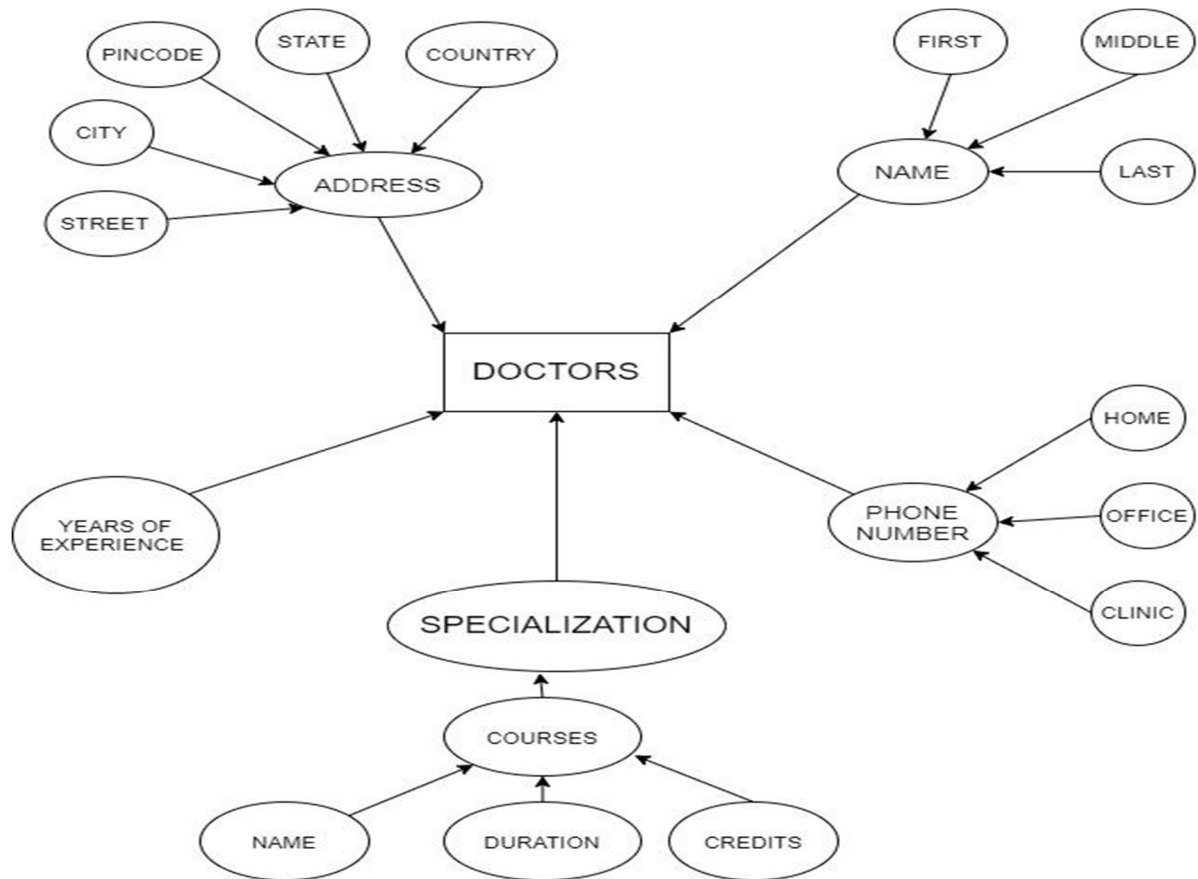 STATE
FIRST
MIDDLE
PINCODE
COUNTRY
CITY
ADDRESS
NAME
LAST
STREET
DOCTORS
HOME
YEARS OF
EXPERIENCE
PHONE
NUMBER
OFFICE
CLINIC
SPECIALIZATION
COURSES
NAME
DURATION
CREDITS